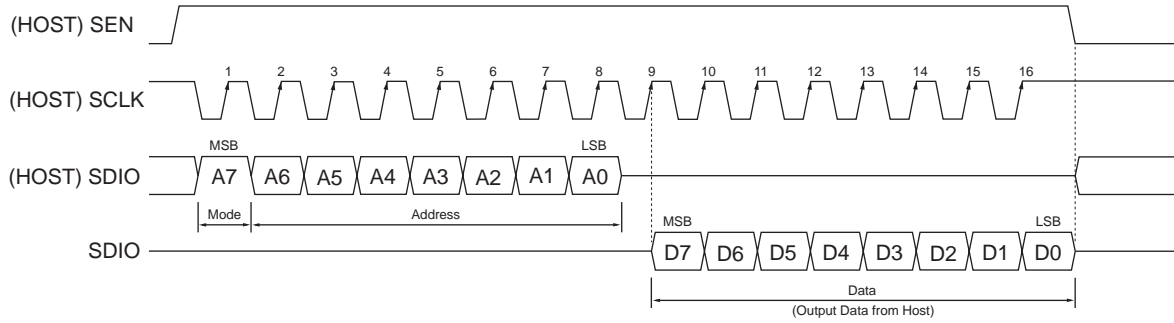 (HOST) SEN
1 2 3 4 5 6 7 8 9 10 11 12 13 14 15 16
(HOST) SCLK
MSB LSB
(HOST) SDIO A7 A6 A5 A4 A3 A2 A1 A0
Mode Address
MSB LSB
SDIO D7 D6 D5 D4 D3 D2 D1 D0
Data
(Output Data from Host)